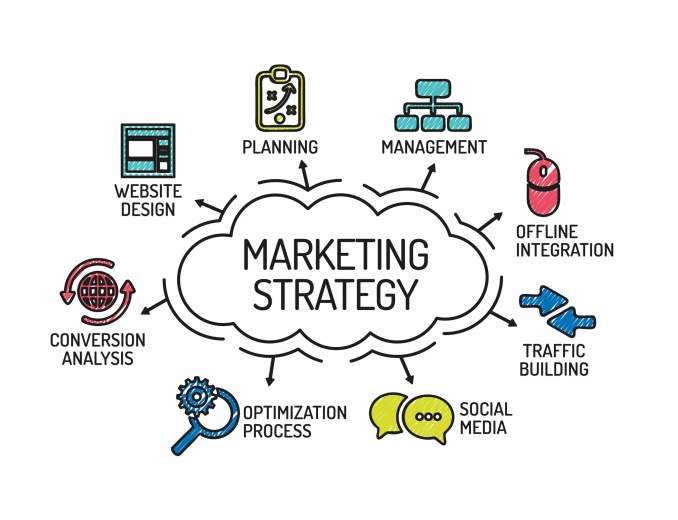 PLANNING
MANAGEMENT
WEBSITE
DESIGN
OFFLINE
INTEGRATION
MARKETING
STRATEGY
CONVERSION
ANALYSIS
TRAFFIC
BUILDING
OPTIMIZATION
PROCESS
SOCIAL
MEDIA